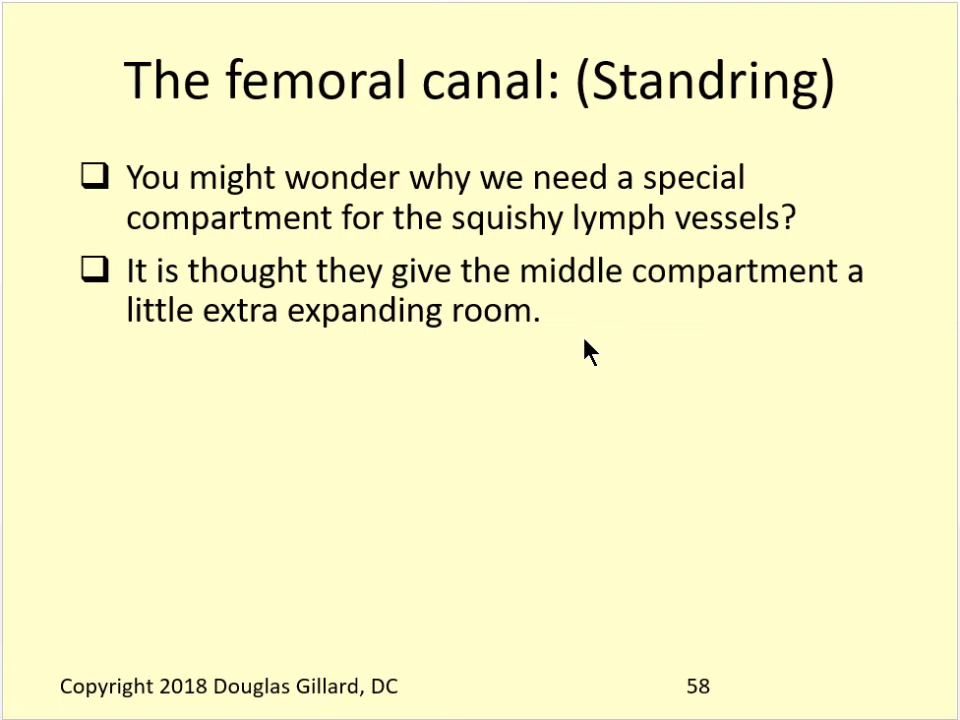 The femoral canal: (Standring)
You might wonder why we need a special
compartment for the squishy lymph vessels?
It is thought they give the middle compartment a
little extra expanding room.
Copyright 2018 Douglas Gillard, DC
58